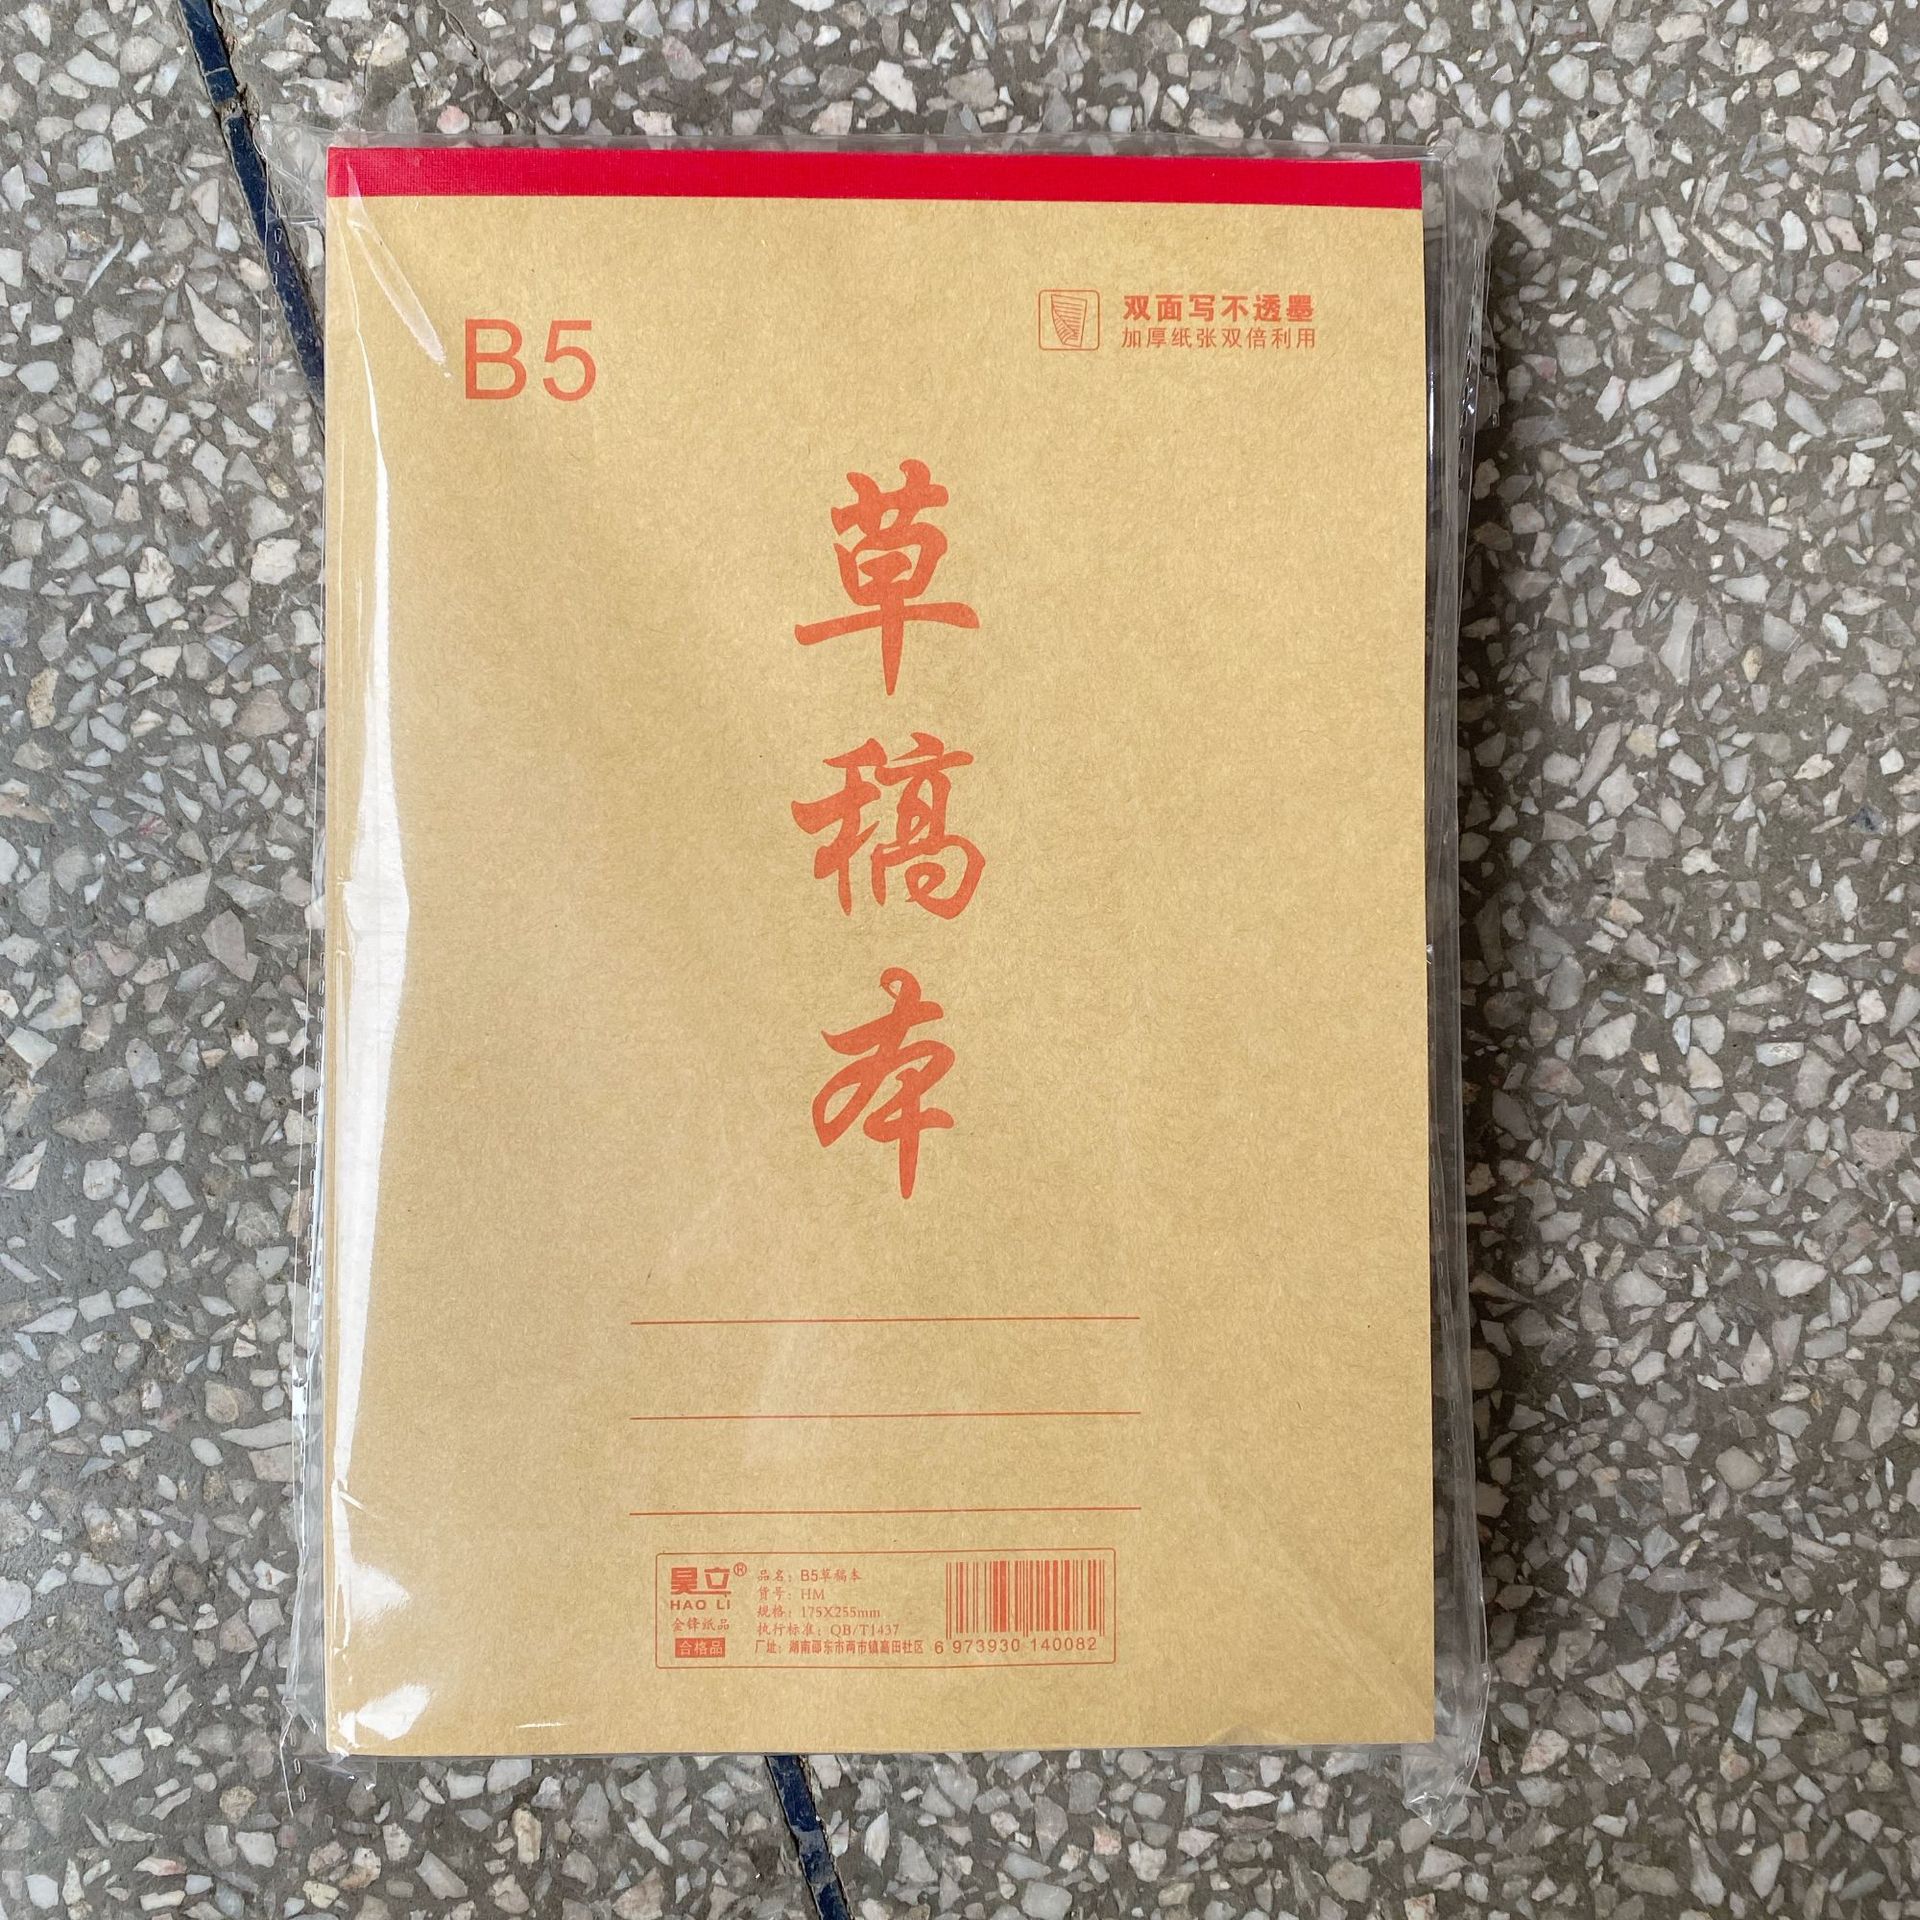 B5
双面写不透墨
加厚纸张双倍利用
草
稿
本
昊立®
HAO LI
金锋纸品
合格品
品名：B5草稿本
货号：HM
规格：175X255mm
执行标准：QB/T1437
厂址：湖南邵东市两市镇高田社区
6 973930 140082